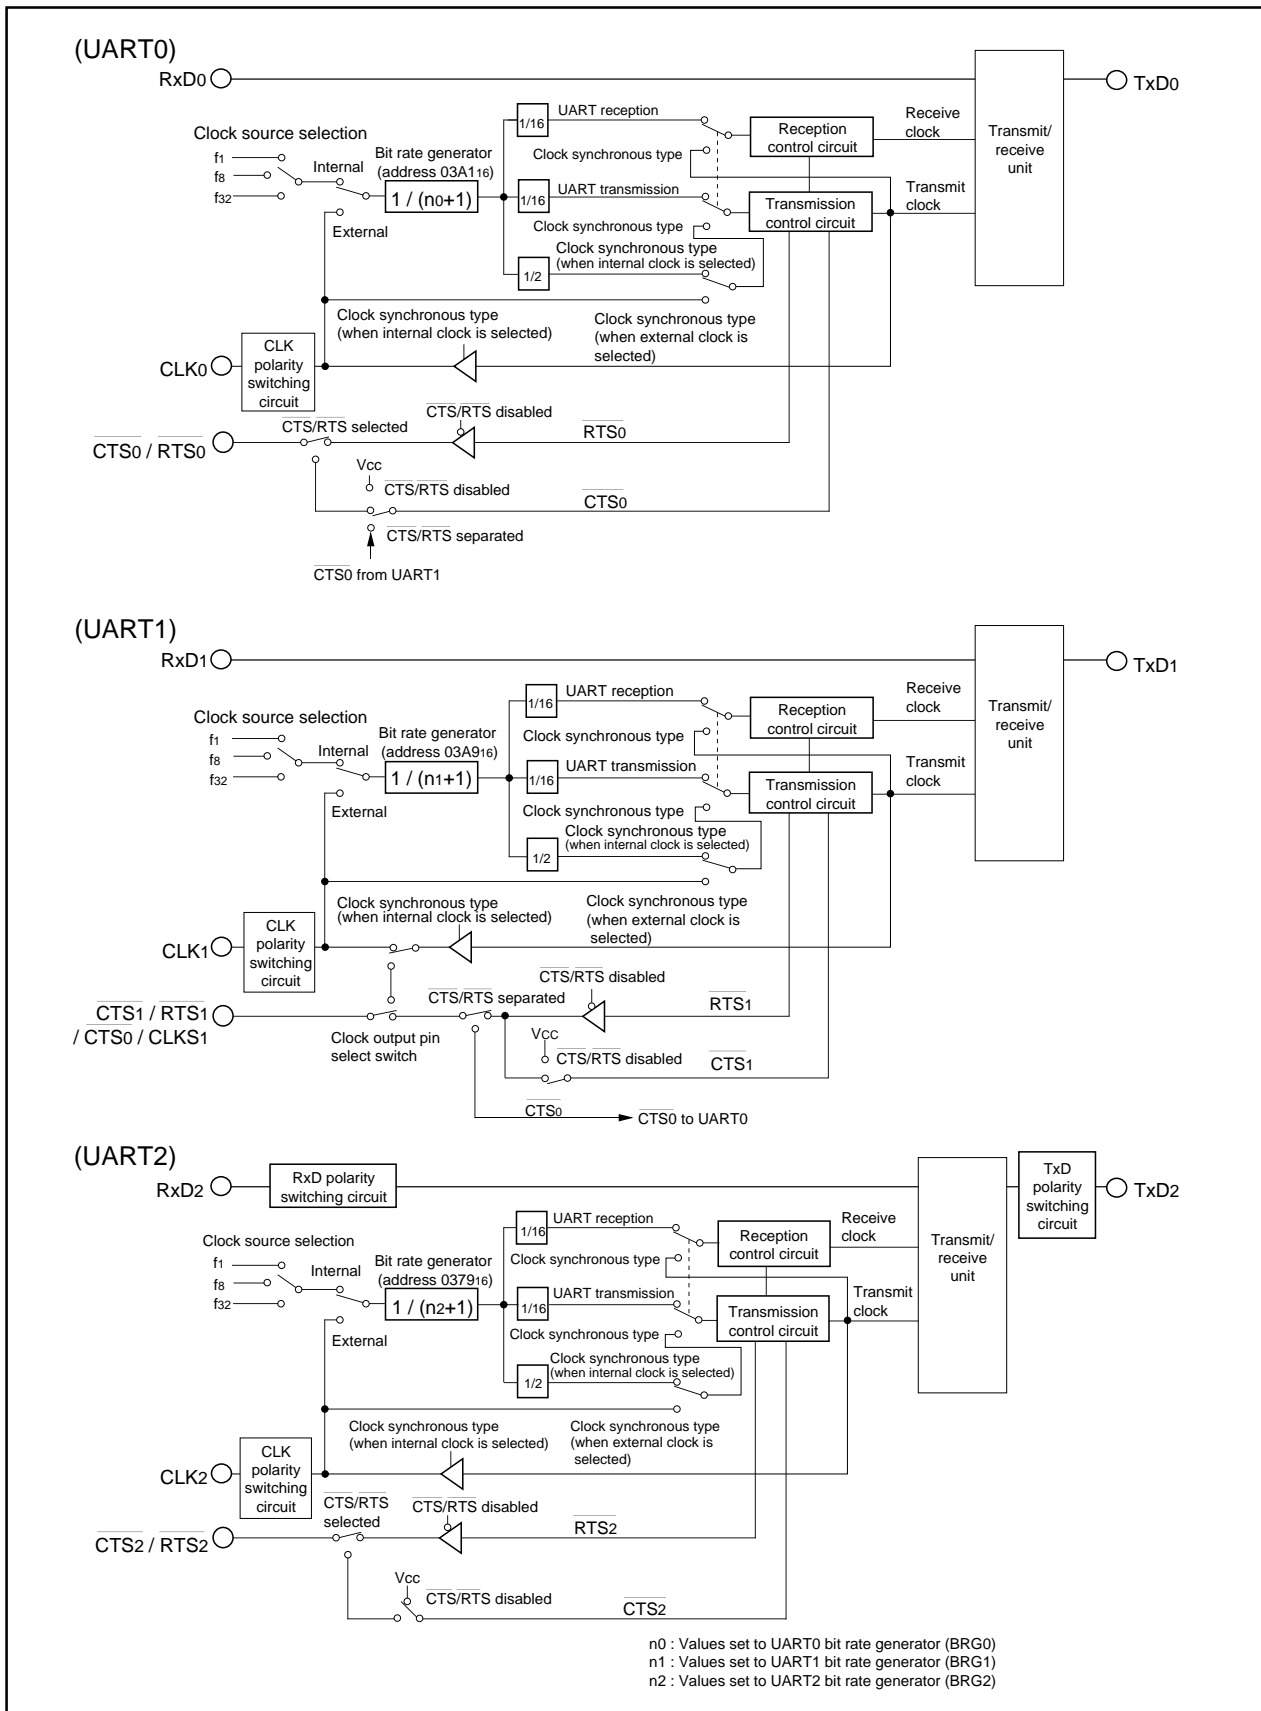 (UART0)
RxD0
TxD0
1/16
UART reception
Reception
control circuit
Receive
clock
Transmit/
receive
unit
Clock source selection
f1
f8
f32
Internal
External
Bit rate generator
(address 03A116)
1 / (n0+1)
Clock synchronous type
1/16
UART transmission
Transmission
control circuit
Transmit
clock
Clock synchronous type
Clock synchronous type
(when internal clock is selected)
1/2
Clock synchronous type
(when internal clock is selected)
Clock synchronous type
(when external clock is
selected)
CLK0
CLK
polarity
switching
circuit
CTS/RTS disabled
CTS/RTS selected
RTS0
CTS0 / RTS0
Vcc
CTS/RTS disabled
CTS0
CTS/RTS separated
CTS0 from UART1
(UART1)
RxD1
TxD1
1/16
UART reception
Reception
control circuit
Receive
clock
Transmit/
receive
unit
Clock source selection
f1
f8
f32
Internal
External
Bit rate generator
(address 03A916)
1 / (n1+1)
Clock synchronous type
1/16
UART transmission
Transmission
control circuit
Transmit
clock
Clock synchronous type
Clock synchronous type
(when internal clock is selected)
1/2
Clock synchronous type
(when internal clock is selected)
Clock synchronous type
(when external clock is
selected)
CLK1
CLK
polarity
switching
circuit
CTS/RTS disabled
CTS/RTS separated
RTS1
CTS1 / RTS1
/ CTS0 / CLKS1
Clock output pin
select switch
VCC
CTS/RTS disabled
CTS1
CTS0
CTS0 to UART0
(UART2)
RxD2
RxD polarity
switching circuit
TxD
polarity
switching
circuit
TxD2
1/16
UART reception
Reception
control circuit
Receive
clock
Transmit/
receive
unit
Clock source selection
f1
f8
f32
Internal
External
Bit rate generator
(address 037916)
1 / (n2+1)
Clock synchronous type
1/16
UART transmission
Transmission
control circuit
Transmit
clock
Clock synchronous type
Clock synchronous type
(when internal clock is selected)
1/2
Clock synchronous type
(when internal clock is selected)
Clock synchronous type
(when external clock is
selected)
CLK2
CLK
polarity
switching
circuit
CTS/RTS
selected
CTS/RTS disabled
RTS2
CTS2 / RTS2
Vcc
CTS/RTS disabled
CTS2
n0 : Values set to UART0 bit rate generator (BRG0)
n1 : Values set to UART1 bit rate generator (BRG1)
n2 : Values set to UART2 bit rate generator (BRG2)